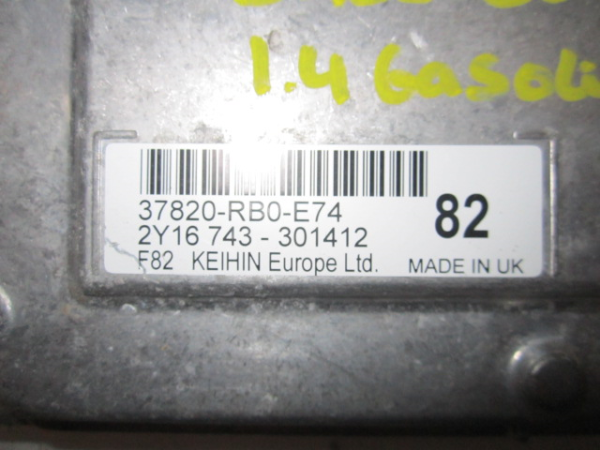 1.4 Gasoli
37820-RB0-E74
82
2Y16 743 - 301412
F82 KEIHIN Europe Ltd. MADE IN UK